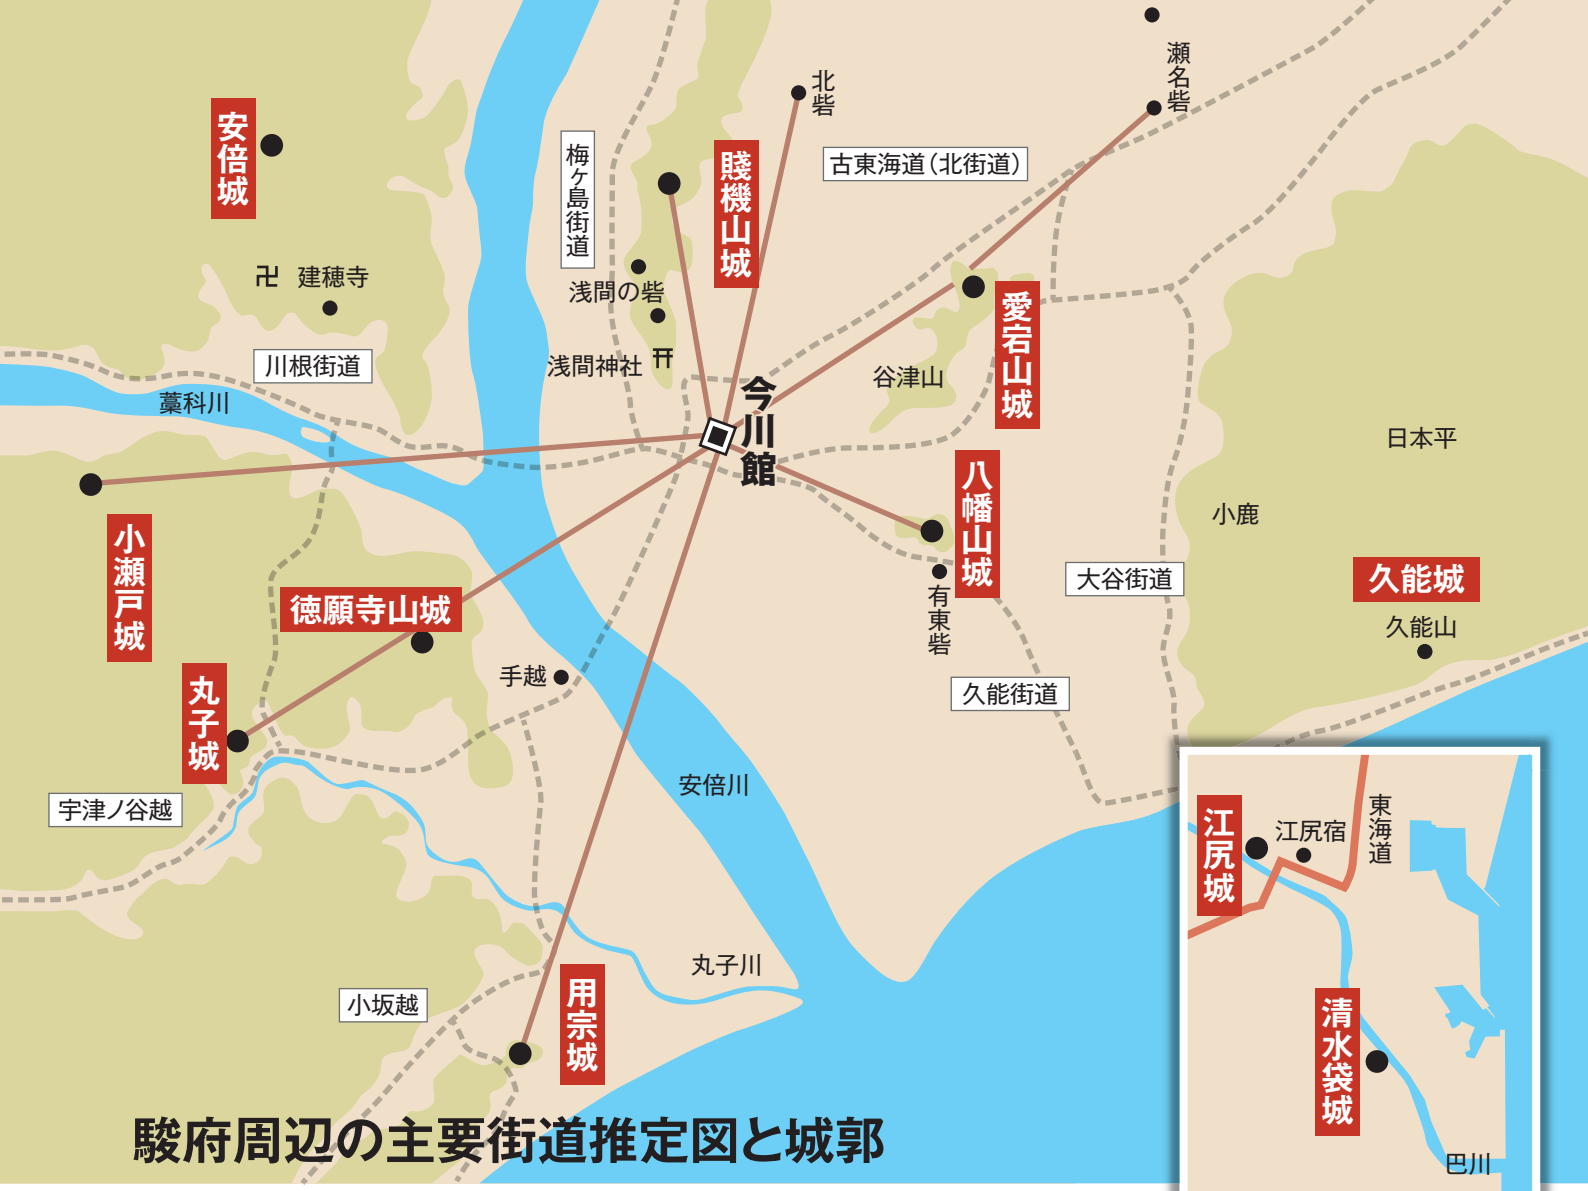 安倍城
卍 建穂寺
川根街道
藁科川
梅ヶ島街道
浅間の砦
浅間神社
賤機山城
北砦
古東海道(北街道)
瀬名砦
愛宕山城
谷津山
今川館
八幡山城
有東砦
日本平
小鹿
大谷街道
久能城
久能山
久能街道
小瀬戸城
徳願寺山城
丸子城
手越
宇津ノ谷越
安倍川
丸子川
小坂越
用宗城
江尻城
江尻宿
東海道
清水袋城
巴川
駿府周辺の主要街道推定図と城郭